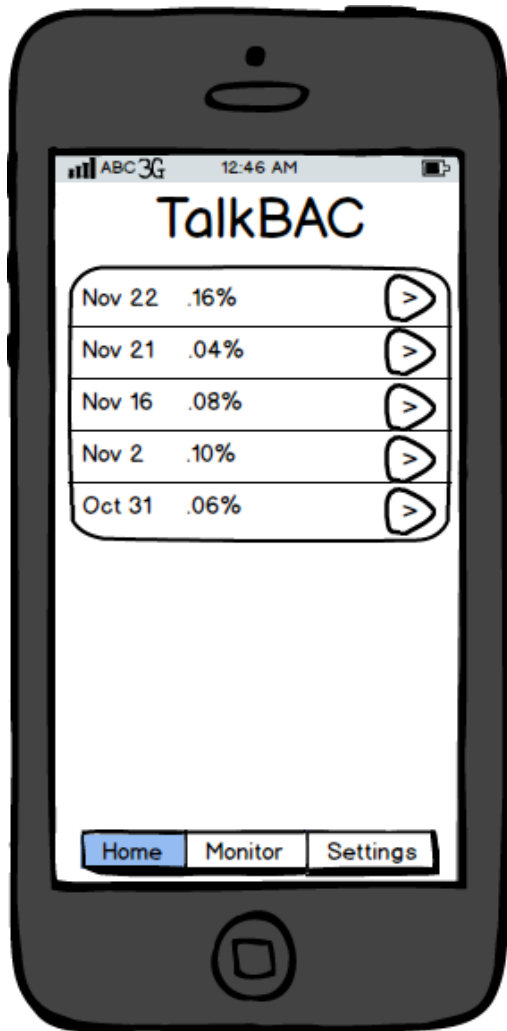 ABC 3G 12:46 AM
TalkBAC
Nov 22 .16% >
Nov 21 .04% >
Nov 16 .08% >
Nov 2 .10% >
Oct 31 .06% >
Home Monitor Settings